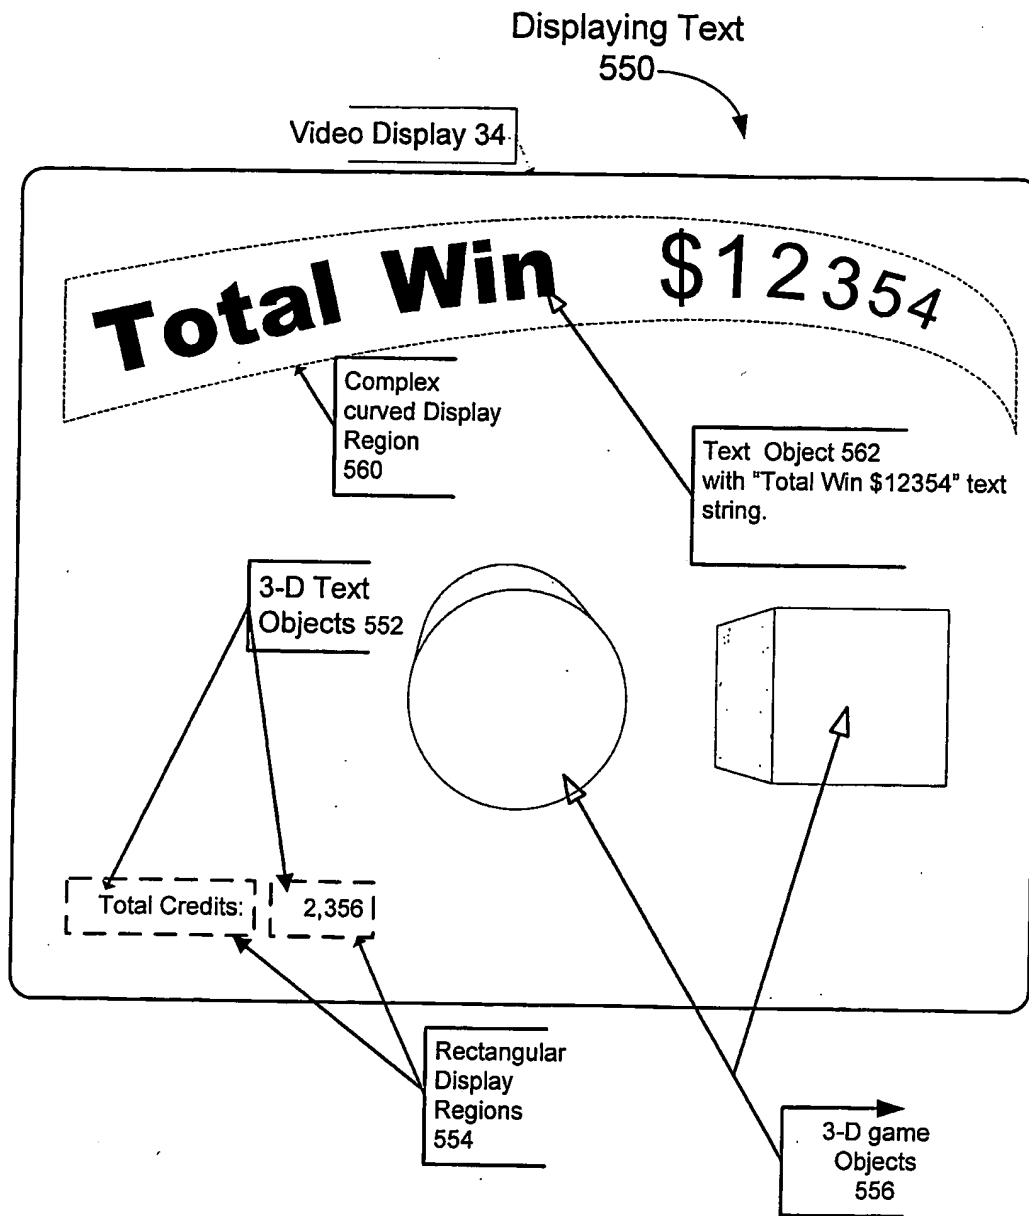 Displaying Text
550
Video Display 34
Total Win $12354
Complex
curved Display
Region
560
Text Object 562
with "Total Win $12354" text
string.
3-D Text
Objects 552
Total Credits: 2,356
Rectangular
Display
Regions
554
3-D game
Objects
556